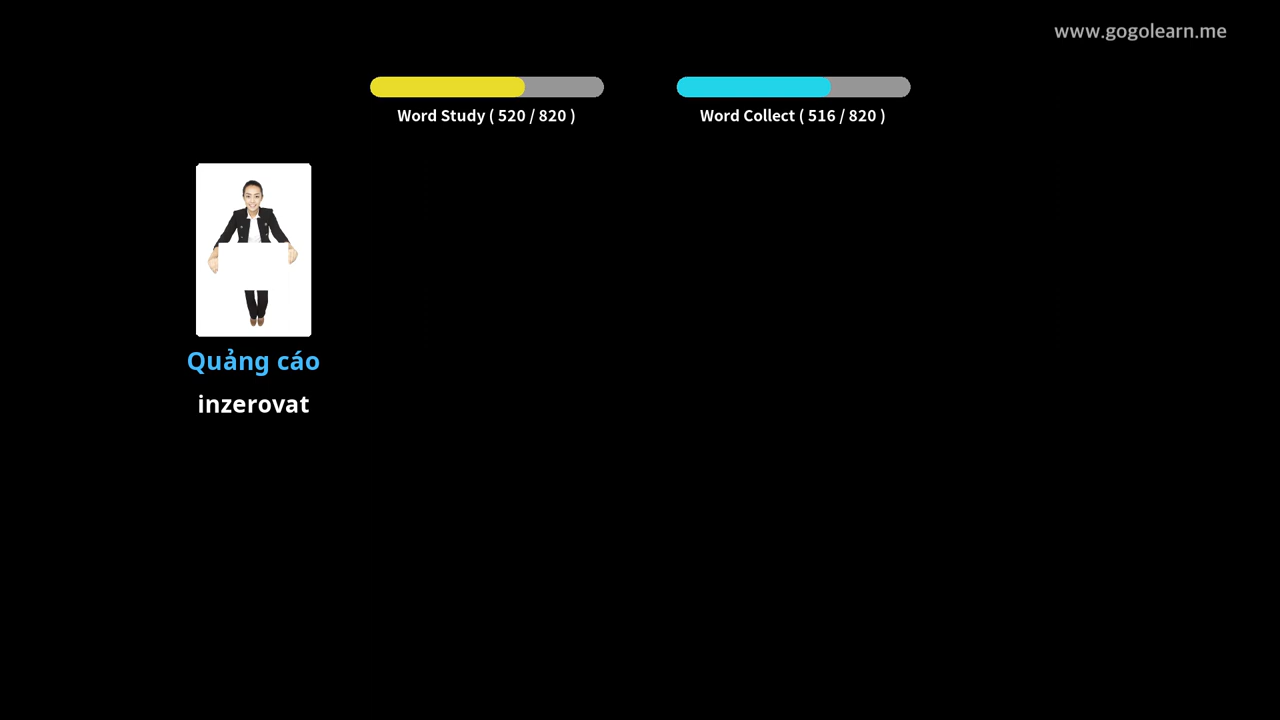 www.gogolearn.me
Word Study ( 520 / 820 )
Word Collect ( 516 / 820 )
Quảng cáo
inzerovat